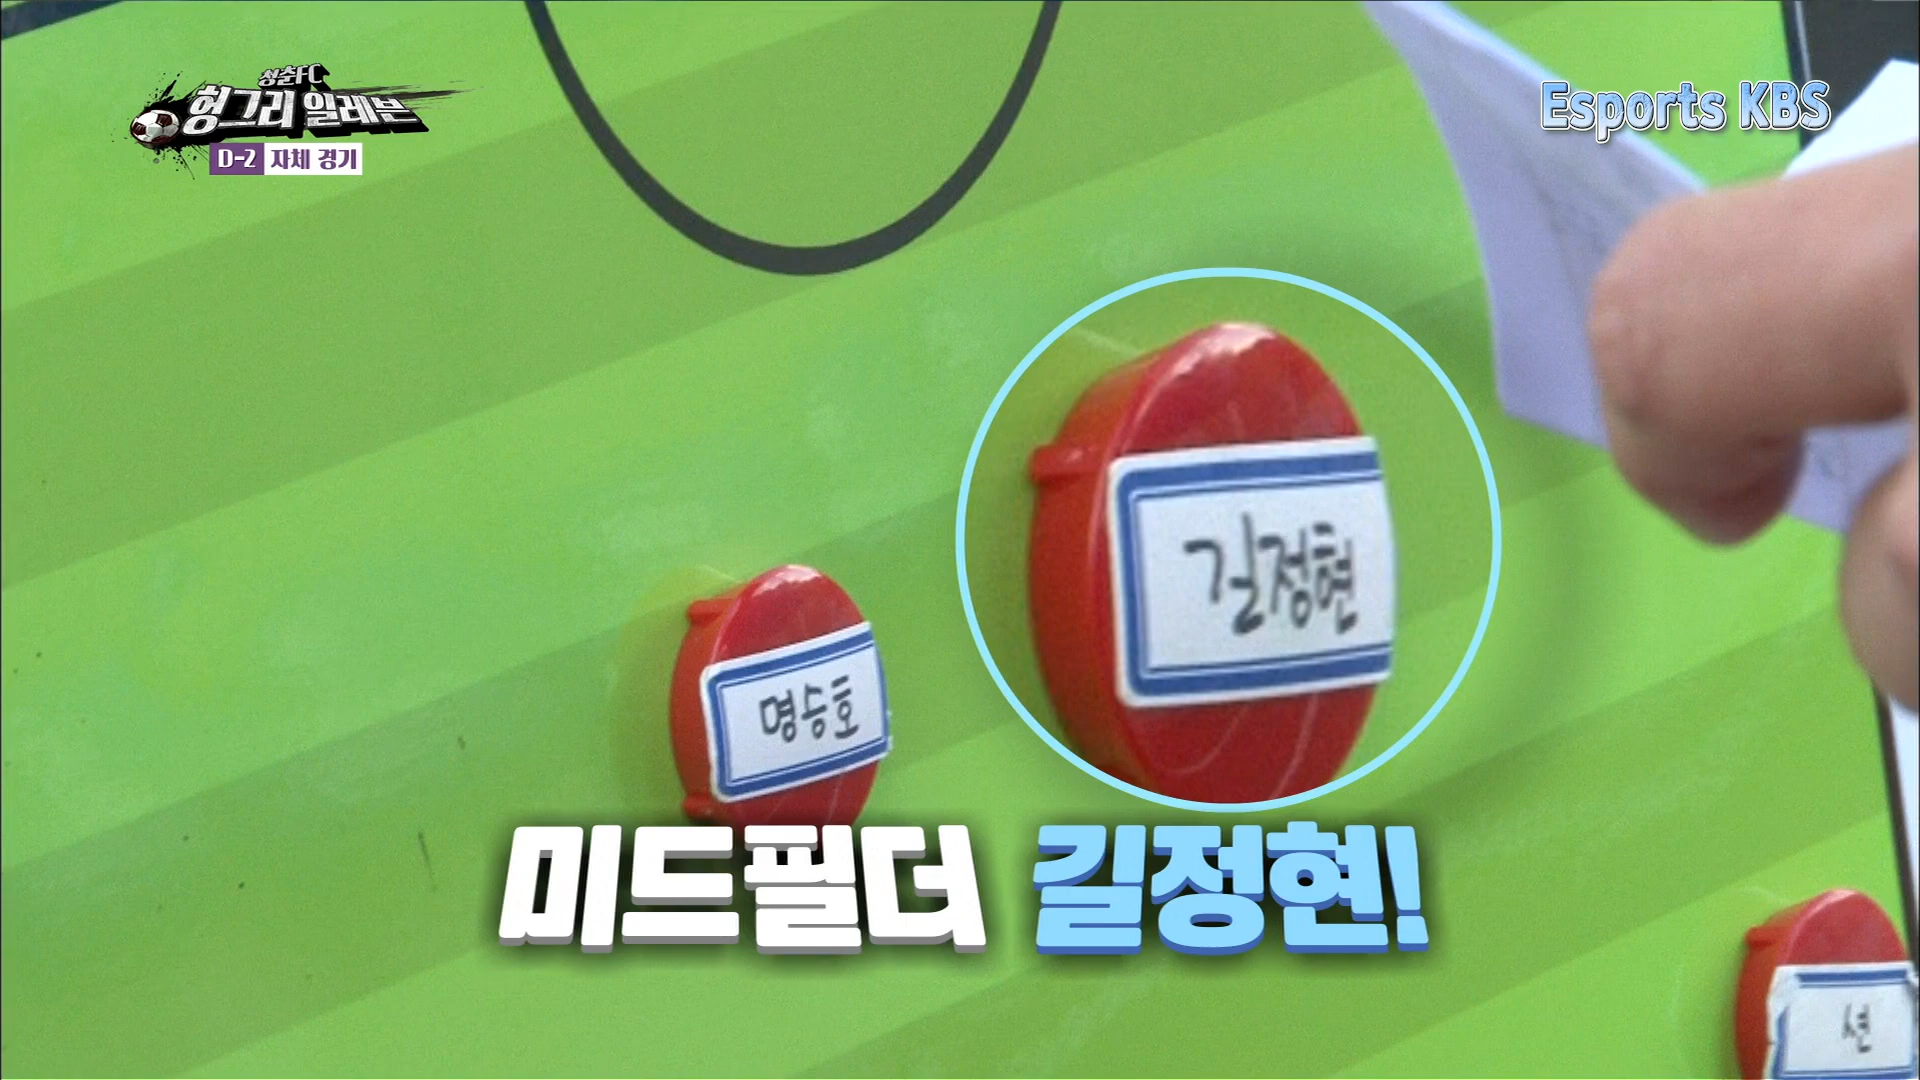 청춘FC
헝그리 일레븐
D-2 자체 경기
Esports KBS
길정현
명승호
미드필더 길정현!
션